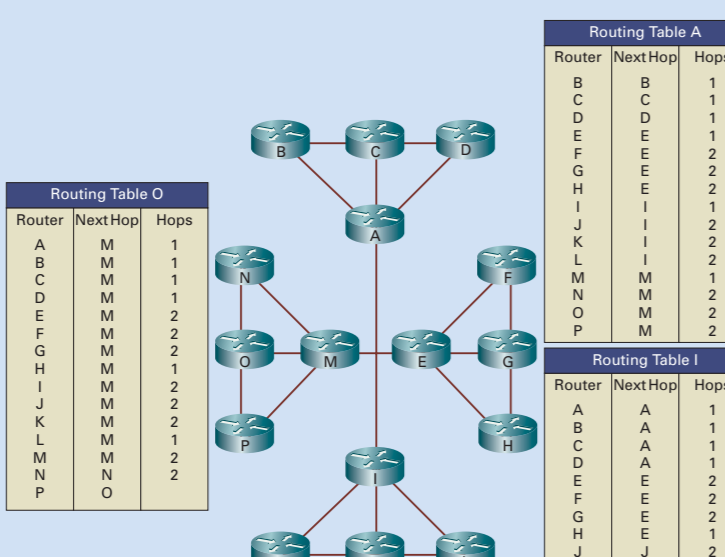 Routing Table A
Router Next Hop Hops
B B 1
C C 1
D D 1
E E 1
F E 2
G E 2
H E 2
I I 1
J I 2
K I 2
L I 2
M M 1
N M 2
O M 2
P M 2
Routing Table O
Router Next Hop Hops
A M 1
B M 1
C M 1
D M 1
E M 2
F M 2
G M 2
H M 1
I M 2
J M 2
K M 2
L M 1
M M 2
N N 2
P O
B
C
D
A
N
F
O
M
E
G
P
H
I
Routing Table I
Router Next Hop Hops
A A 1
B A 1
C A 1
D A 1
E E 2
F E 2
G E 2
H E 1
J J 2